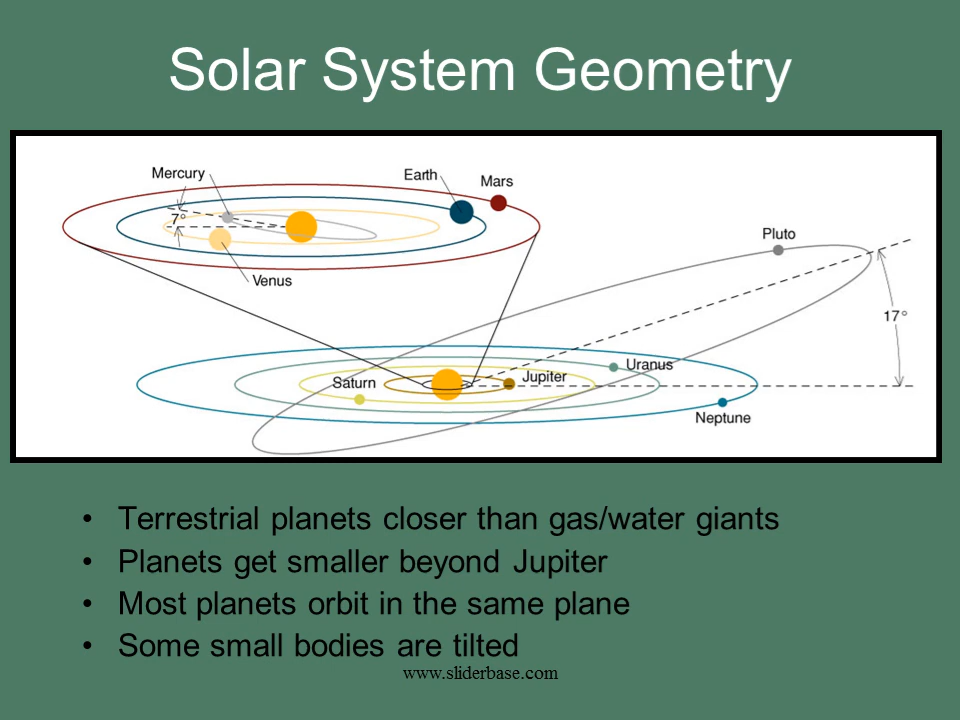 Solar System Geometry
Mercury
Earth
Mars
7°
Venus
Pluto
17°
Uranus
Jupiter
Saturn
Neptune
• Terrestrial planets closer than gas/water giants
• Planets get smaller beyond Jupiter
• Most planets orbit in the same plane
• Some small bodies are tilted
www.sliderbase.com